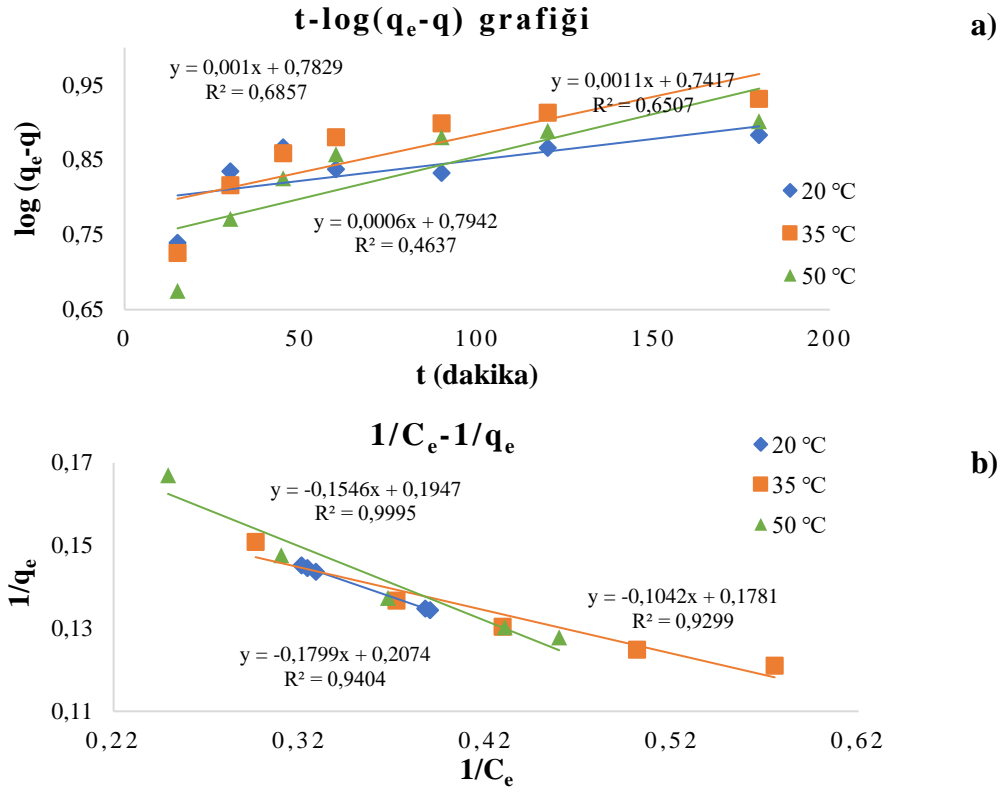 t-log(qe-q) grafiği
a)
y = 0,001x + 0,7829
R² = 0,6857
y = 0,0011x + 0,7417
R² = 0,6507
y = 0,0006x + 0,7942
R² = 0,4637
0,95
0,85
0,75
0,65
log (qe-q)
0 50 100 150 200
t (dakika)
20 °C
35 °C
50 °C
1/Ce-1/qe
b)
20 °C
35 °C
50 °C
y = -0,1546x + 0,1947
R² = 0,9995
y = -0,1042x + 0,1781
R² = 0,9299
y = -0,1799x + 0,2074
R² = 0,9404
0,17
0,15
0,13
0,11
1/qe
0,22 0,32 0,42 0,52 0,62
1/Ce